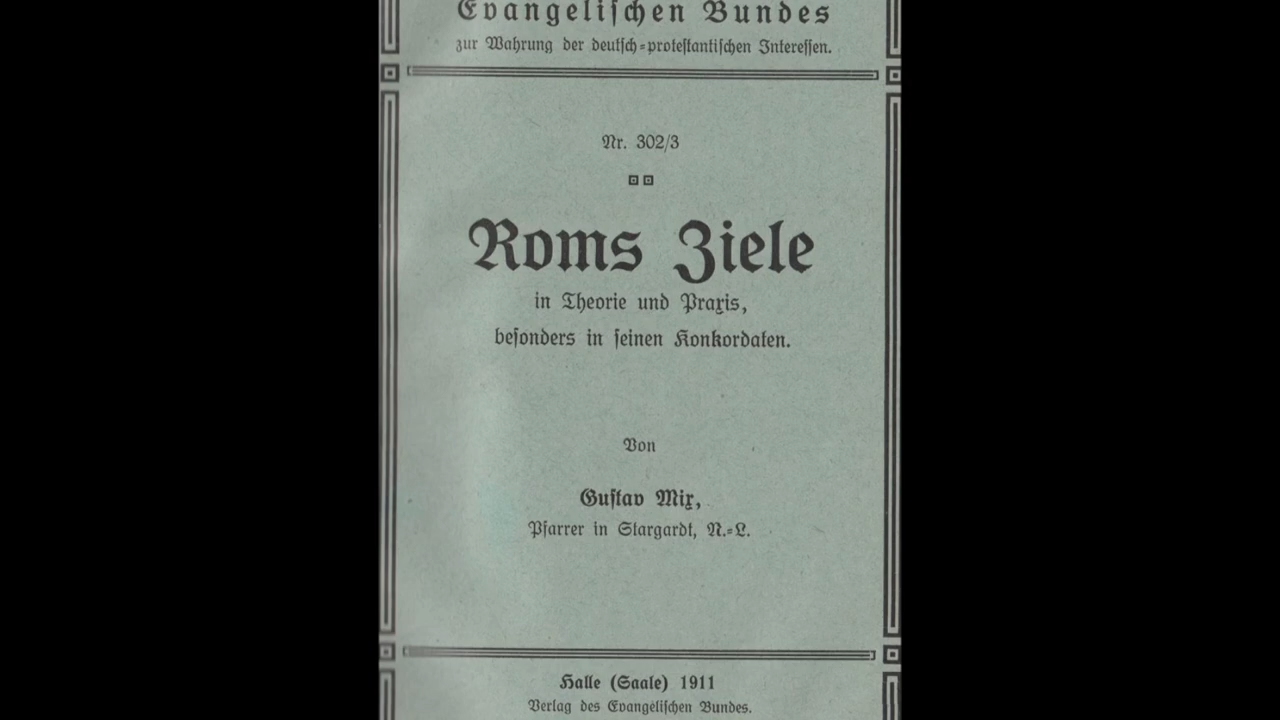 Evangeliſchen Bundes
zur Wahrung der deutſch-proteſtantiſchen Intereſſen.
Nr. 302/3
Roms Ziele
in Theorie und Praxis,
beſonders in ſeinen Konkordaten.
Von
Guſtav Mix,
Pfarrer in Stargardt, N.-L.
Halle (Saale) 1911
Verlag des Evangeliſchen Bundes.